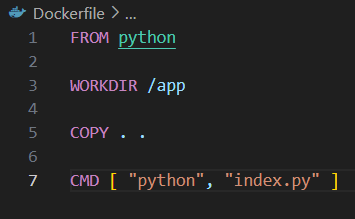 Dockerfile > ...
1 FROM python
2
3 WORKDIR /app
4
5 COPY . .
6
7 CMD [ "python", "index.py" ]